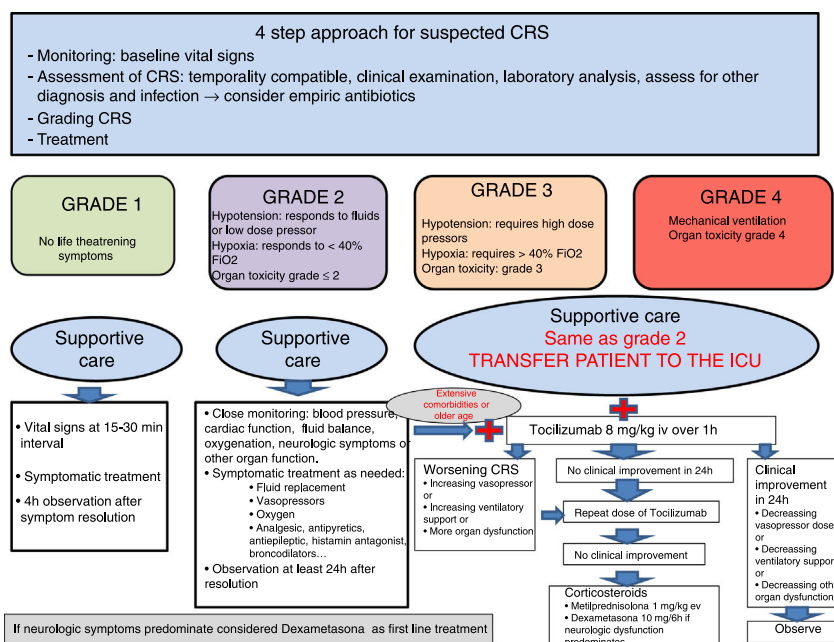 4 step approach for suspected CRS
- Monitoring: baseline vital signs
- Assessment of CRS: temporality compatible, clinical examination, laboratory analysis, assess for other
diagnosis and infection → consider empiric antibiotics
- Grading CRS
- Treatment
GRADE 1
No life theatrening
symptoms
GRADE 2
Hypotension: responds to fluids
or low dose pressor
Hypoxia: responds to < 40%
FiO2
Organ toxicity grade ≤ 2
GRADE 3
Hypotension: requires high dose
pressors
Hypoxia: requires > 40% FiO2
Organ toxicity: grade 3
GRADE 4
Mechanical ventilation
Organ toxicity grade 4
Supportive
care
Supportive
care
Supportive care
Same as grade 2
TRANSFER PATIENT TO THE ICU
• Vital signs at 15-30 min
interval
• Symptomatic treatment
• 4h observation after
symptom resolution
• Close monitoring: blood pressure,
cardiac function, fluid balance,
oxygenation, neurologic symptoms or
other organ function.
• Symptomatic treatment as needed:
• Fluid replacement
• Vasopressors
• Oxygen
• Analgesic, antipyretics,
antiepileptic, histamin antagonist,
broncodilators…
• Observation at least 24h after
resolution
Extensive
comorbidities or
older age
Tocilizumab 8 mg/kg iv over 1h
Worsening CRS
• Increasing vasopressor
or
• Increasing ventilatory
support or
• More organ dysfunction
No clinical improvement in 24h
Repeat dose of Tocilizumab
No clinical improvement
Corticosteroids
• Metilprednisolona 1 mg/kg ev
• Dexametasona 10 mg/6h if
neurologic dysfunction
predominates
Clinical
improvement
in 24h
• Decreasing
vasopressor dose
or
• Decreasing
ventilatory support
or
• Decreasing oth
organ dysfunction
Observe
If neurologic symptoms predominate considered Dexametasona as first line treatment